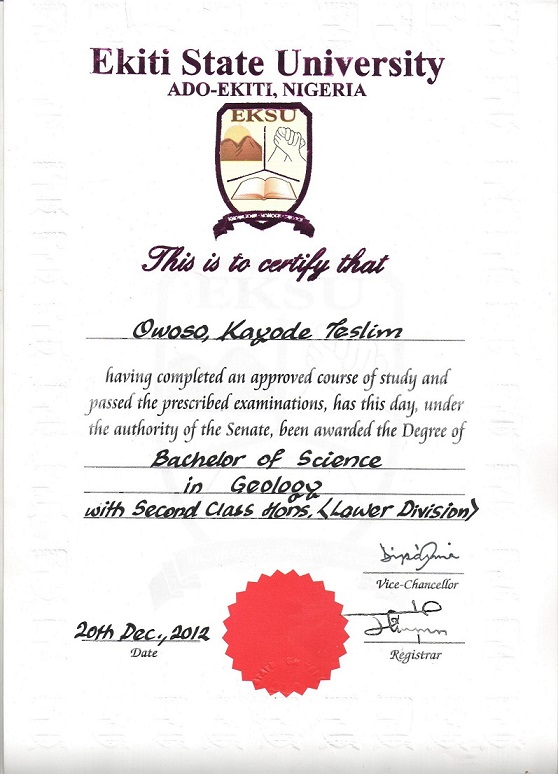 Ekiti State University
ADO-EKITI, NIGERIA
EKSU
This is to certify that
EKSU
Owoso, Kayode Teslim
having completed an approved course of study and
passed the prescribed examinations, has this day, under
the authority of the Senate, been awarded the Degree of
Bachelor of Science
in Geology
with Second Class Hons, (Lower Division)
Vice-Chancellor
20th Dec., 2012
Date
Registrar